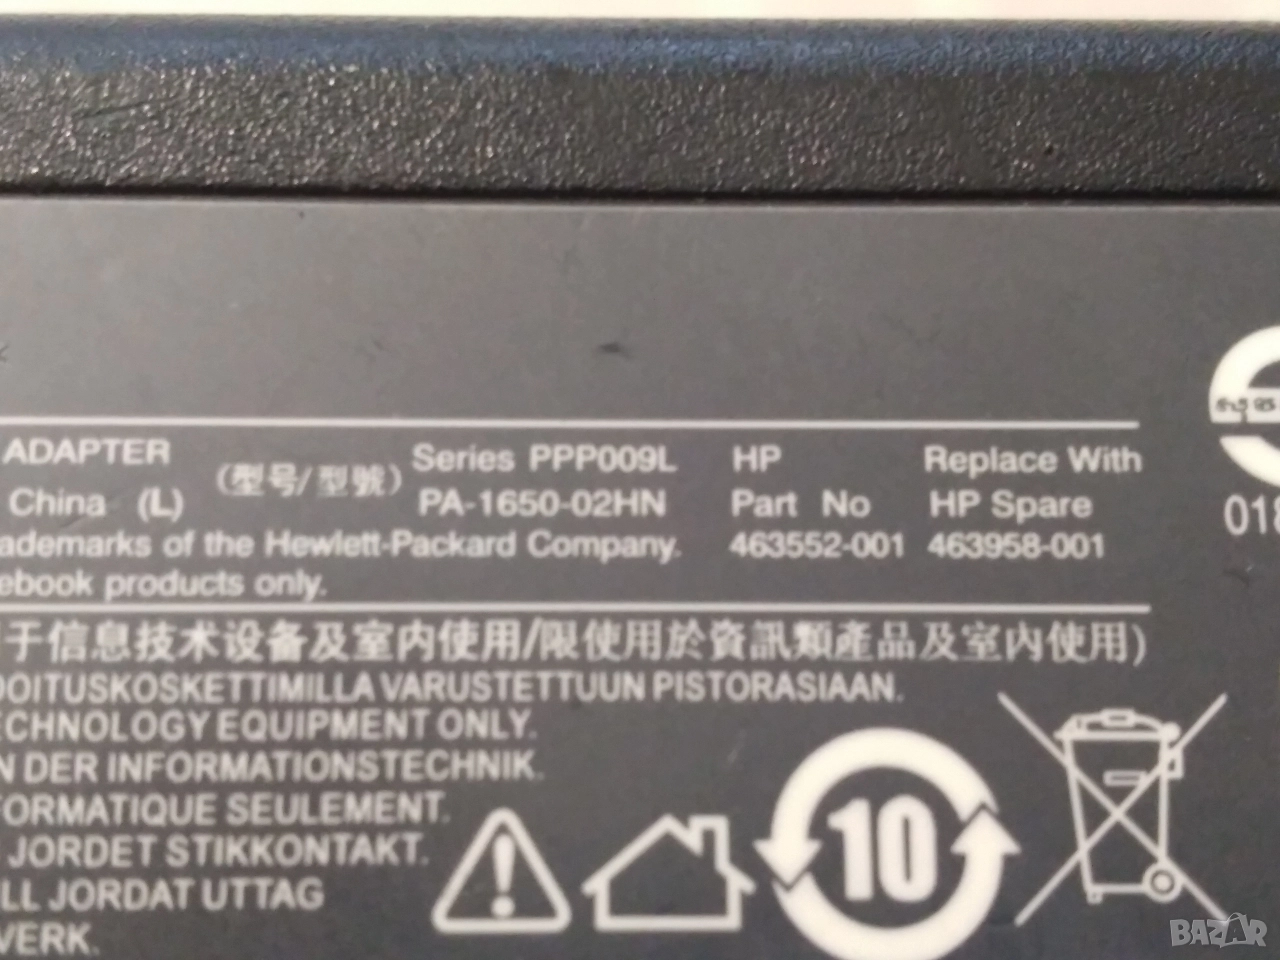 ADAPTER (型号/型號) Series PPP009L HP Replace With
China (L) PA-1650-02HN Part No HP Spare
ademarks of the Hewlett-Packard Company. 463552-001 463958-001
ebook products only.
018
于信息技术设备及室内使用/限使用於資訊類產品及室內使用)
OITUSKOSKETTIMILLA VARUSTETTUUN PISTORASIAAN.
ECHNOLOGY EQUIPMENT ONLY.
N DER INFORMATIONSTECHNIK.
FORMATIQUE SEULEMENT.
JORDET STIKKONTAKT.
LL JORDAT UTTAG
VERK.
10
BAZAR